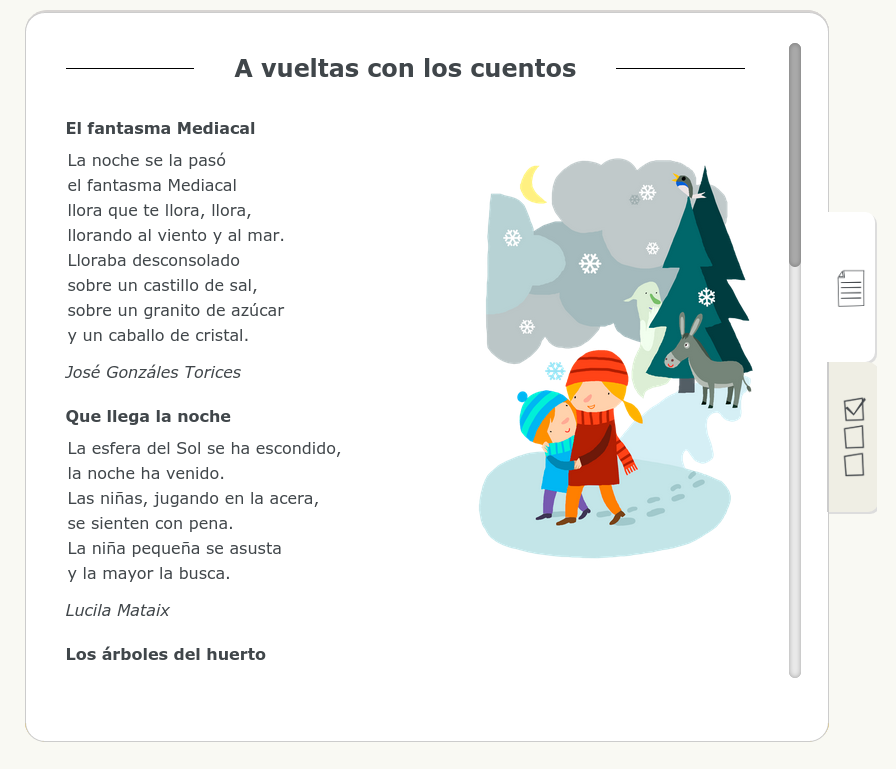 A vueltas con los cuentos
El fantasma Mediacal
La noche se la pasó
el fantasma Mediacal
llora que te llora, llora,
llorando al viento y al mar.
Lloraba desconsolado
sobre un castillo de sal,
sobre un granito de azúcar
y un caballo de cristal.
José Gonzáles Torices
Que llega la noche
La esfera del Sol se ha escondido,
la noche ha venido.
Las niñas, jugando en la acera,
se sienten con pena.
La niña pequeña se asusta
y la mayor la busca.
Lucila Mataix
Los árboles del huerto